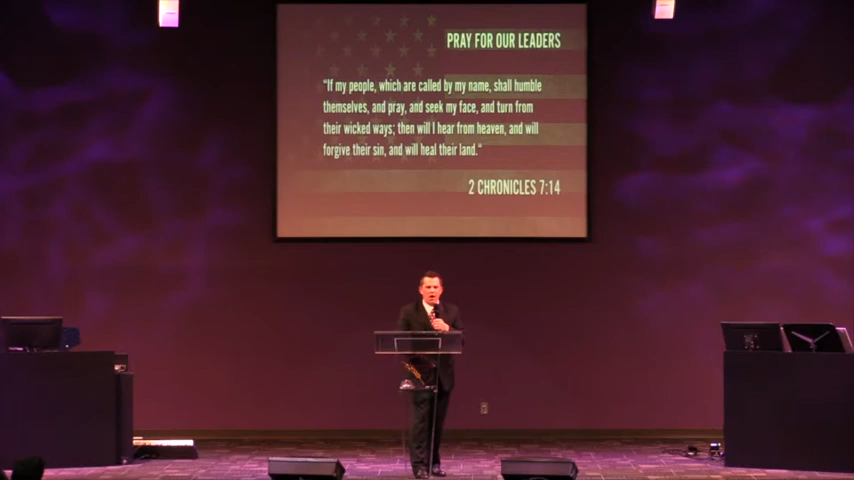 PRAY FOR OUR LEADERS
"If my people, which are called by my name, shall humble
themselves, and pray, and seek my face, and turn from
their wicked ways; then will I hear from heaven, and will
forgive their sin, and will heal their land."
2 CHRONICLES 7:14